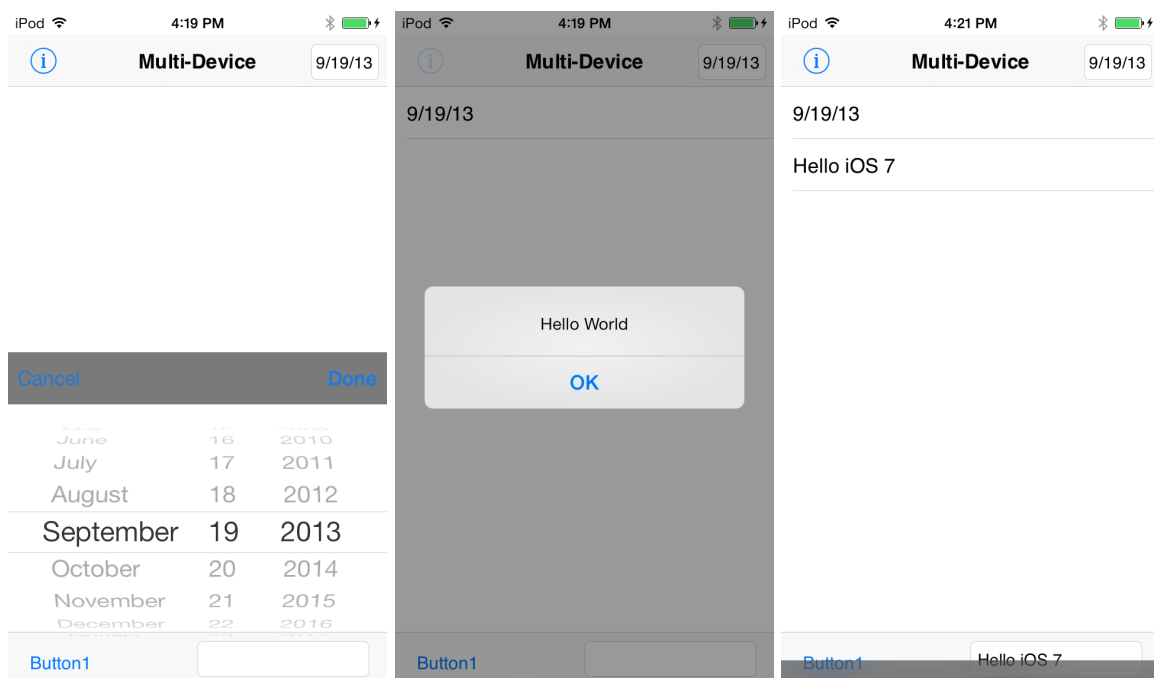 iPod 4:19 PM
Multi-Device 9/19/13
Cancel Done
June 16 2010
July 17 2011
August 18 2012
September 19 2013
October 20 2014
November 21 2015
December 22 2016
Button1
iPod 4:19 PM
Multi-Device 9/19/13
9/19/13
Hello World
OK
Button1
iPod 4:21 PM
Multi-Device 9/19/13
9/19/13
Hello iOS 7
Button1 Hello iOS 7